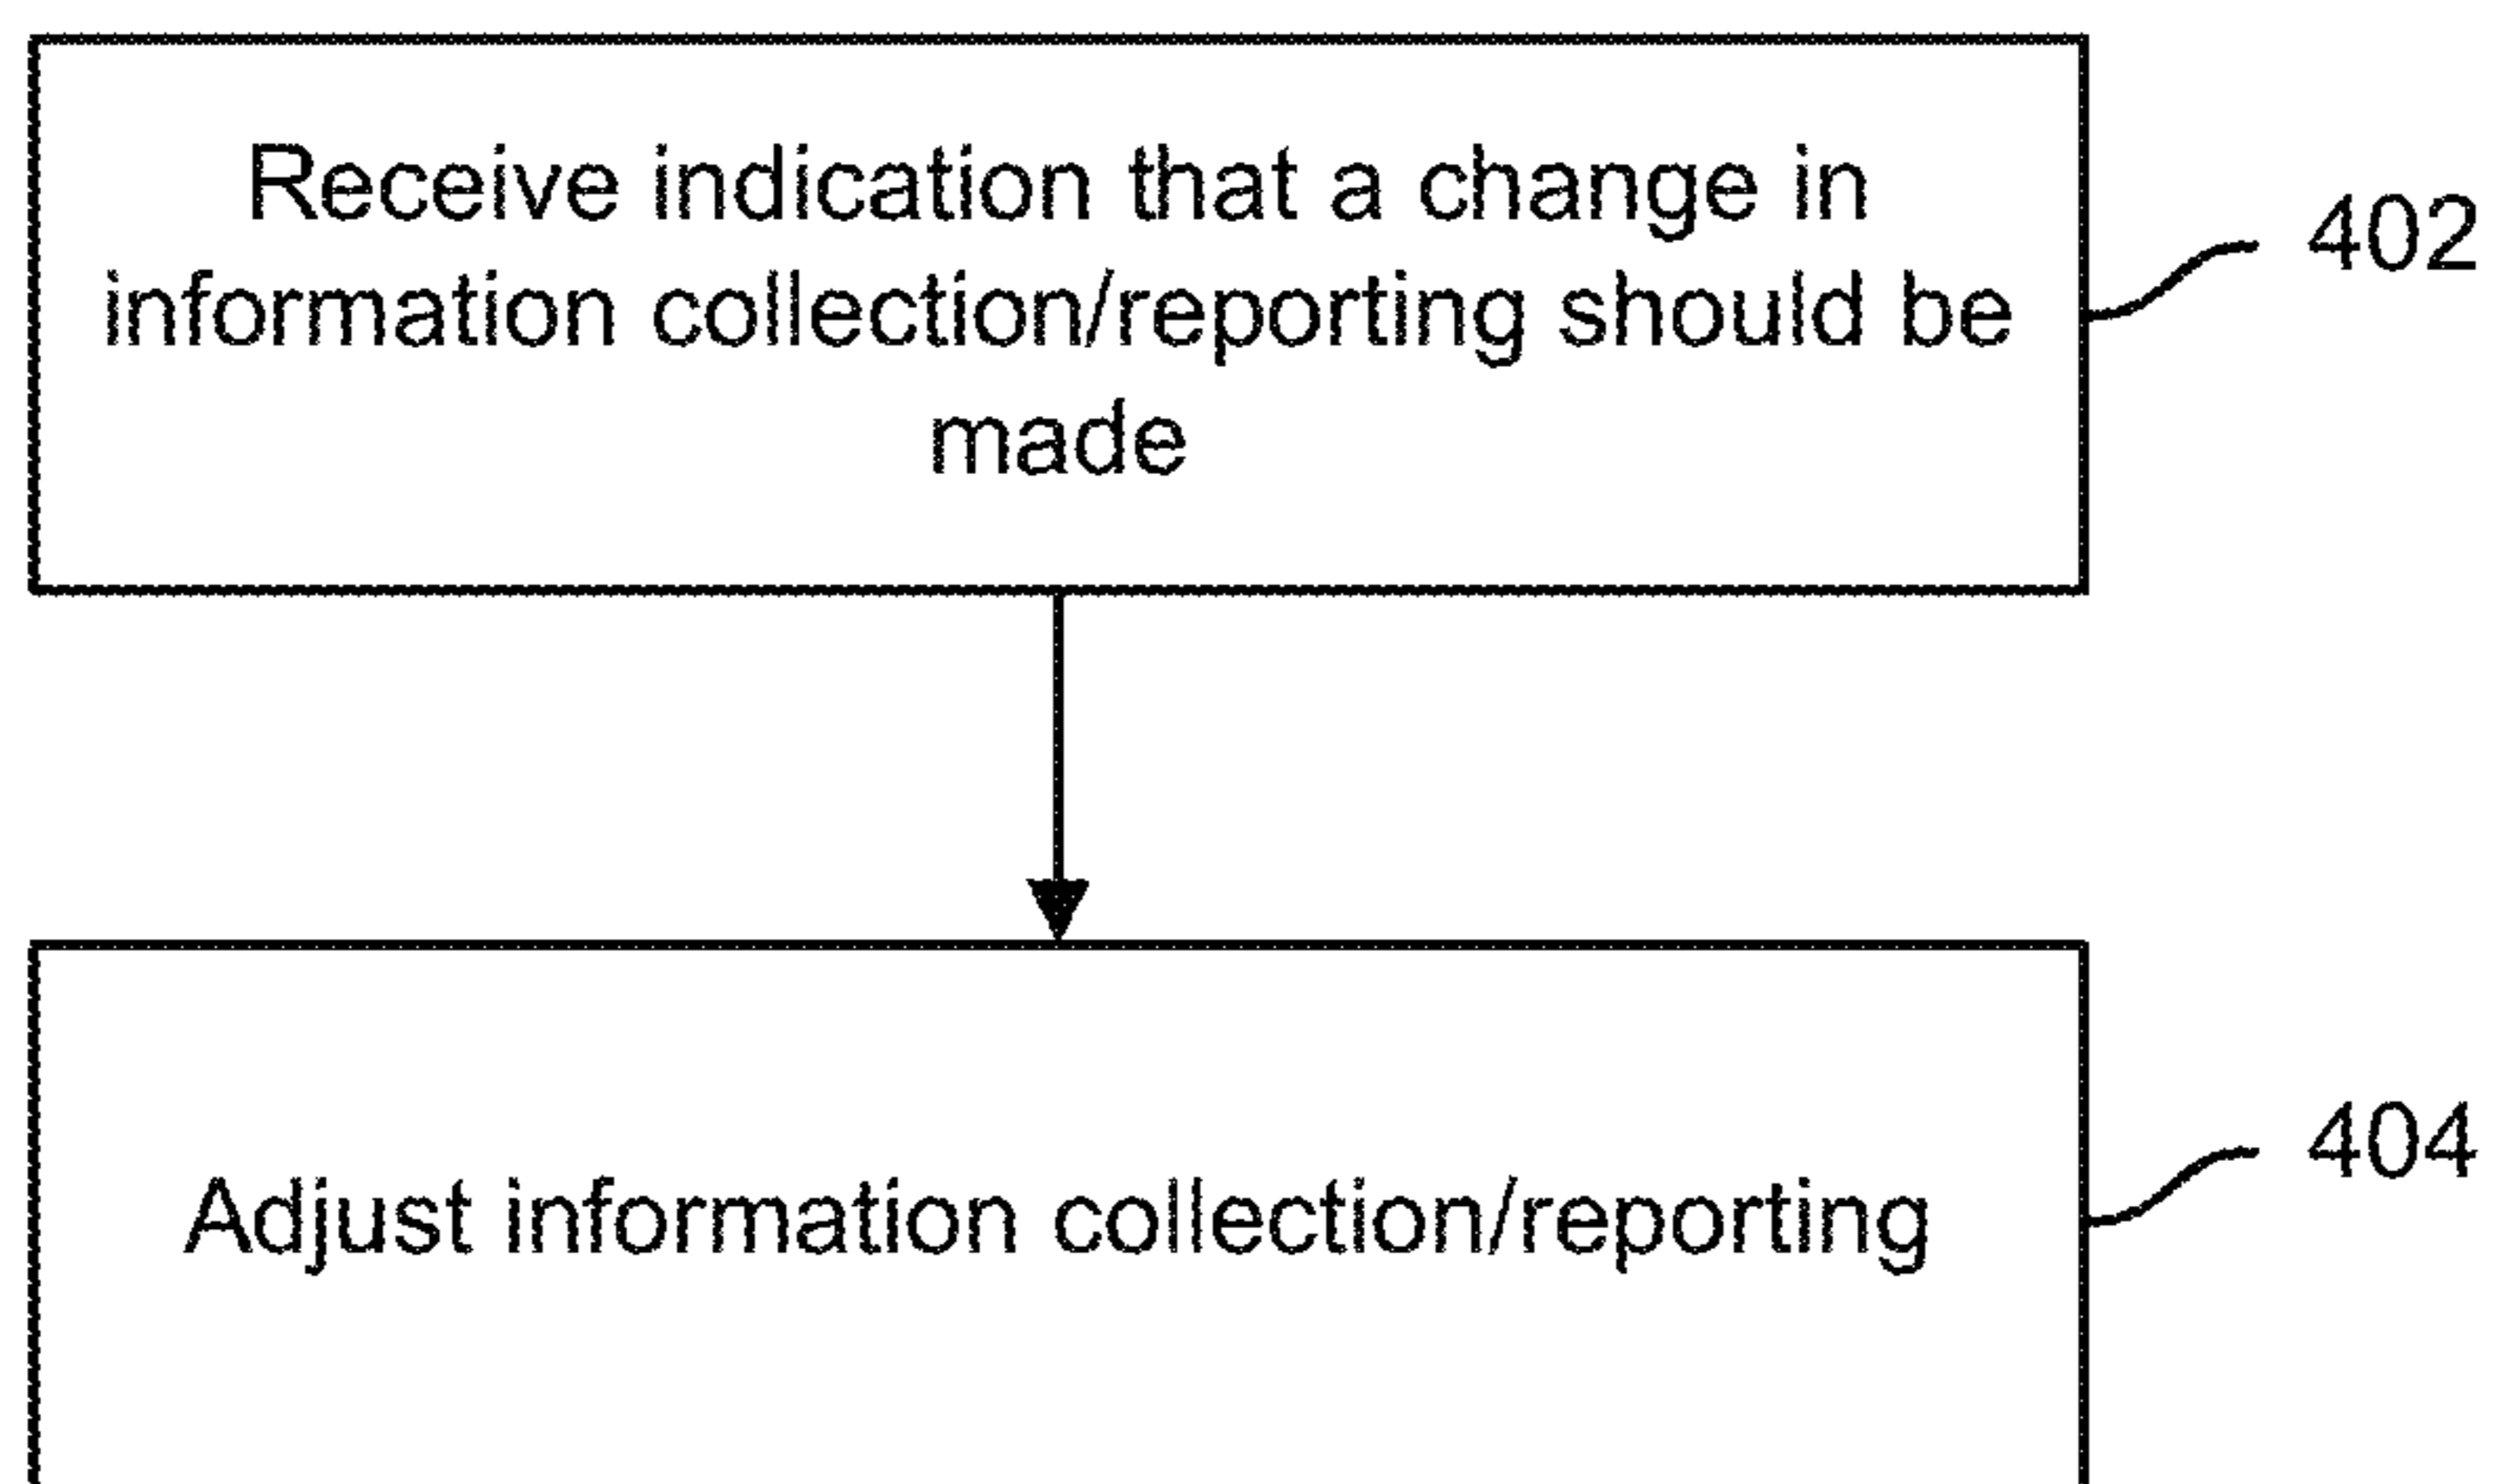 Receive indication that a change in
information collection/reporting should be
made
402
Adjust information collection/reporting
404